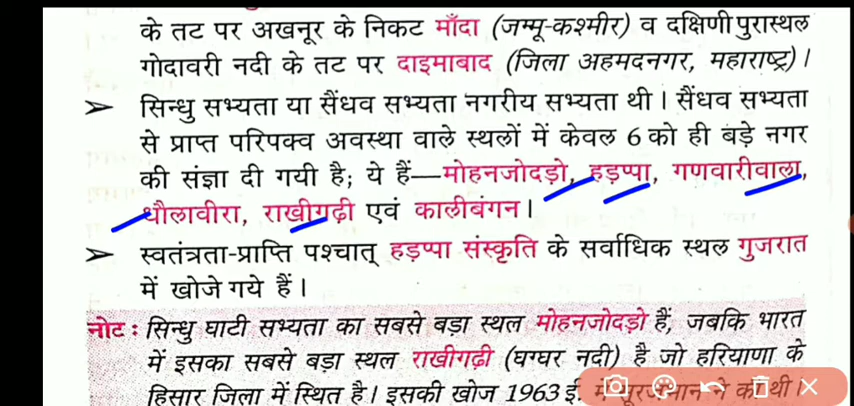 के तट पर अखनूर के निकट माँदा (जम्मू-कश्मीर) व दक्षिणी पुरास्थल
गोदावरी नदी के तट पर दाइमाबाद (जिला अहमदनगर, महाराष्ट्र)।
➤ सिन्धु सभ्यता या सैंधव सभ्यता नगरीय सभ्यता थी। सैंधव सभ्यता
से प्राप्त परिपक्व अवस्था वाले स्थलों में केवल 6 को ही बड़े नगर
की संज्ञा दी गयी है; ये हैं—मोहनजोदड़ो, हड़प्पा, गणवारीवाला,
धौलावीरा, राखीगढ़ी एवं कालीबंगन।
➤ स्वतंत्रता-प्राप्ति पश्चात् हड़प्पा संस्कृति के सर्वाधिक स्थल गुजरात
में खोजे गये हैं।
नोट : सिन्धु घाटी सभ्यता का सबसे बड़ा स्थल मोहनजोदड़ो हैं, जबकि भारत
में इसका सबसे बड़ा स्थल राखीगढ़ी (घग्घर नदी) है जो हरियाणा के
हिसार जिला में स्थित है। इसकी खोज 1963 ई. में ने की थी।